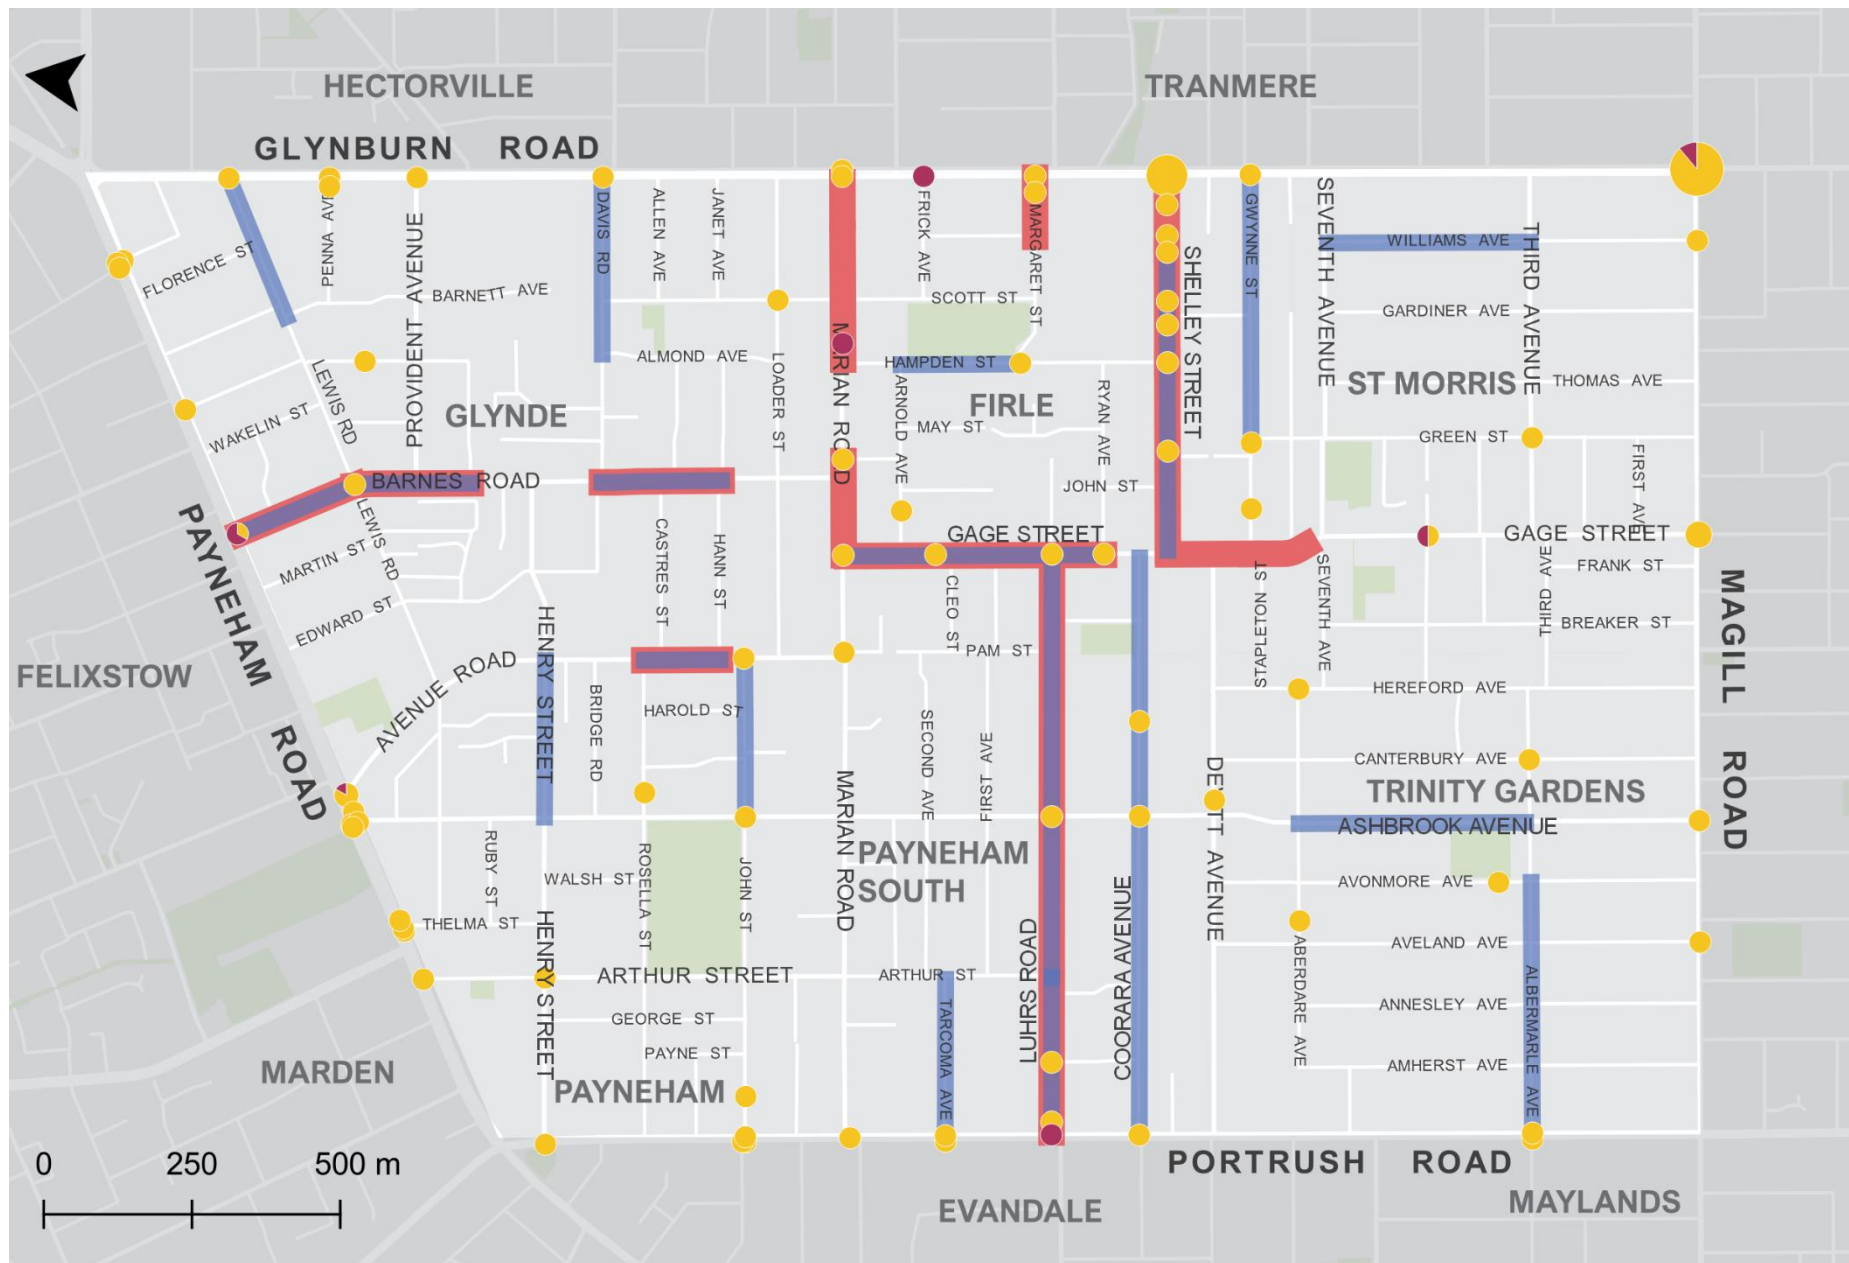 HECTORVILLE
TRANMERE
GLYNBURN ROAD
FLORENCE ST
PENNA AVE
PROVIDENT AVENUE
BARNETT AVE
DAVIS RD
ALLEN AVE
JANET AVE
FRICK AVE
MARGARET ST
SCOTT ST
SHELLEY STREET
GWYNNE ST
SEVENTH AVENUE
WILLIAMS AVE
THIRD AVENUE
GARDINER AVE
LEWIS RD
ALMOND AVE
LOADER ST
MARIAN ROAD
HAMPDEN ST
ARNOLD AVE
RYAN AVE
ST MORRIS
THOMAS AVE
WAKELIN ST
GLYNDE
FIRLE
MAY ST
GREEN ST
FIRST AVE
BARNES ROAD
JOHN ST
PAYNEHAM ROAD
LEWIS RD
MARTIN ST
CASTRES ST
HANN ST
GAGE STREET
GAGE STREET
THIRD AVE
FRANK ST
EDWARD ST
CLEO ST
STAPLETON ST
SEVENTH AVE
MAGILL ROAD
HENRY STREET
PAM ST
BREAKER ST
FELIXSTOW
AVENUE ROAD
BRIDGE RD
HAROLD ST
SECOND AVE
FIRST AVE
HEREFORD AVE
CANTERBURY AVE
DEVITT AVENUE
TRINITY GARDENS
MARIAN ROAD
ASHBROOK AVENUE
RUBY ST
WALSH ST
ROSELLA ST
JOHN ST
PAYNEHAM
SOUTH
AVONMORE AVE
THELMA ST
HENRY STREET
LUHRS ROAD
COORARA AVENUE
ABERDARE AVE
AVELAND AVE
ARTHUR STREET
ARTHUR ST
TARCOMA AVE
ALBERMARLE AVE
ANNESLEY AVE
GEORGE ST
PAYNE ST
AMHERST AVE
MARDEN
PAYNEHAM
0 250 500 m
PORTRUSH ROAD
EVANDALE
MAYLANDS